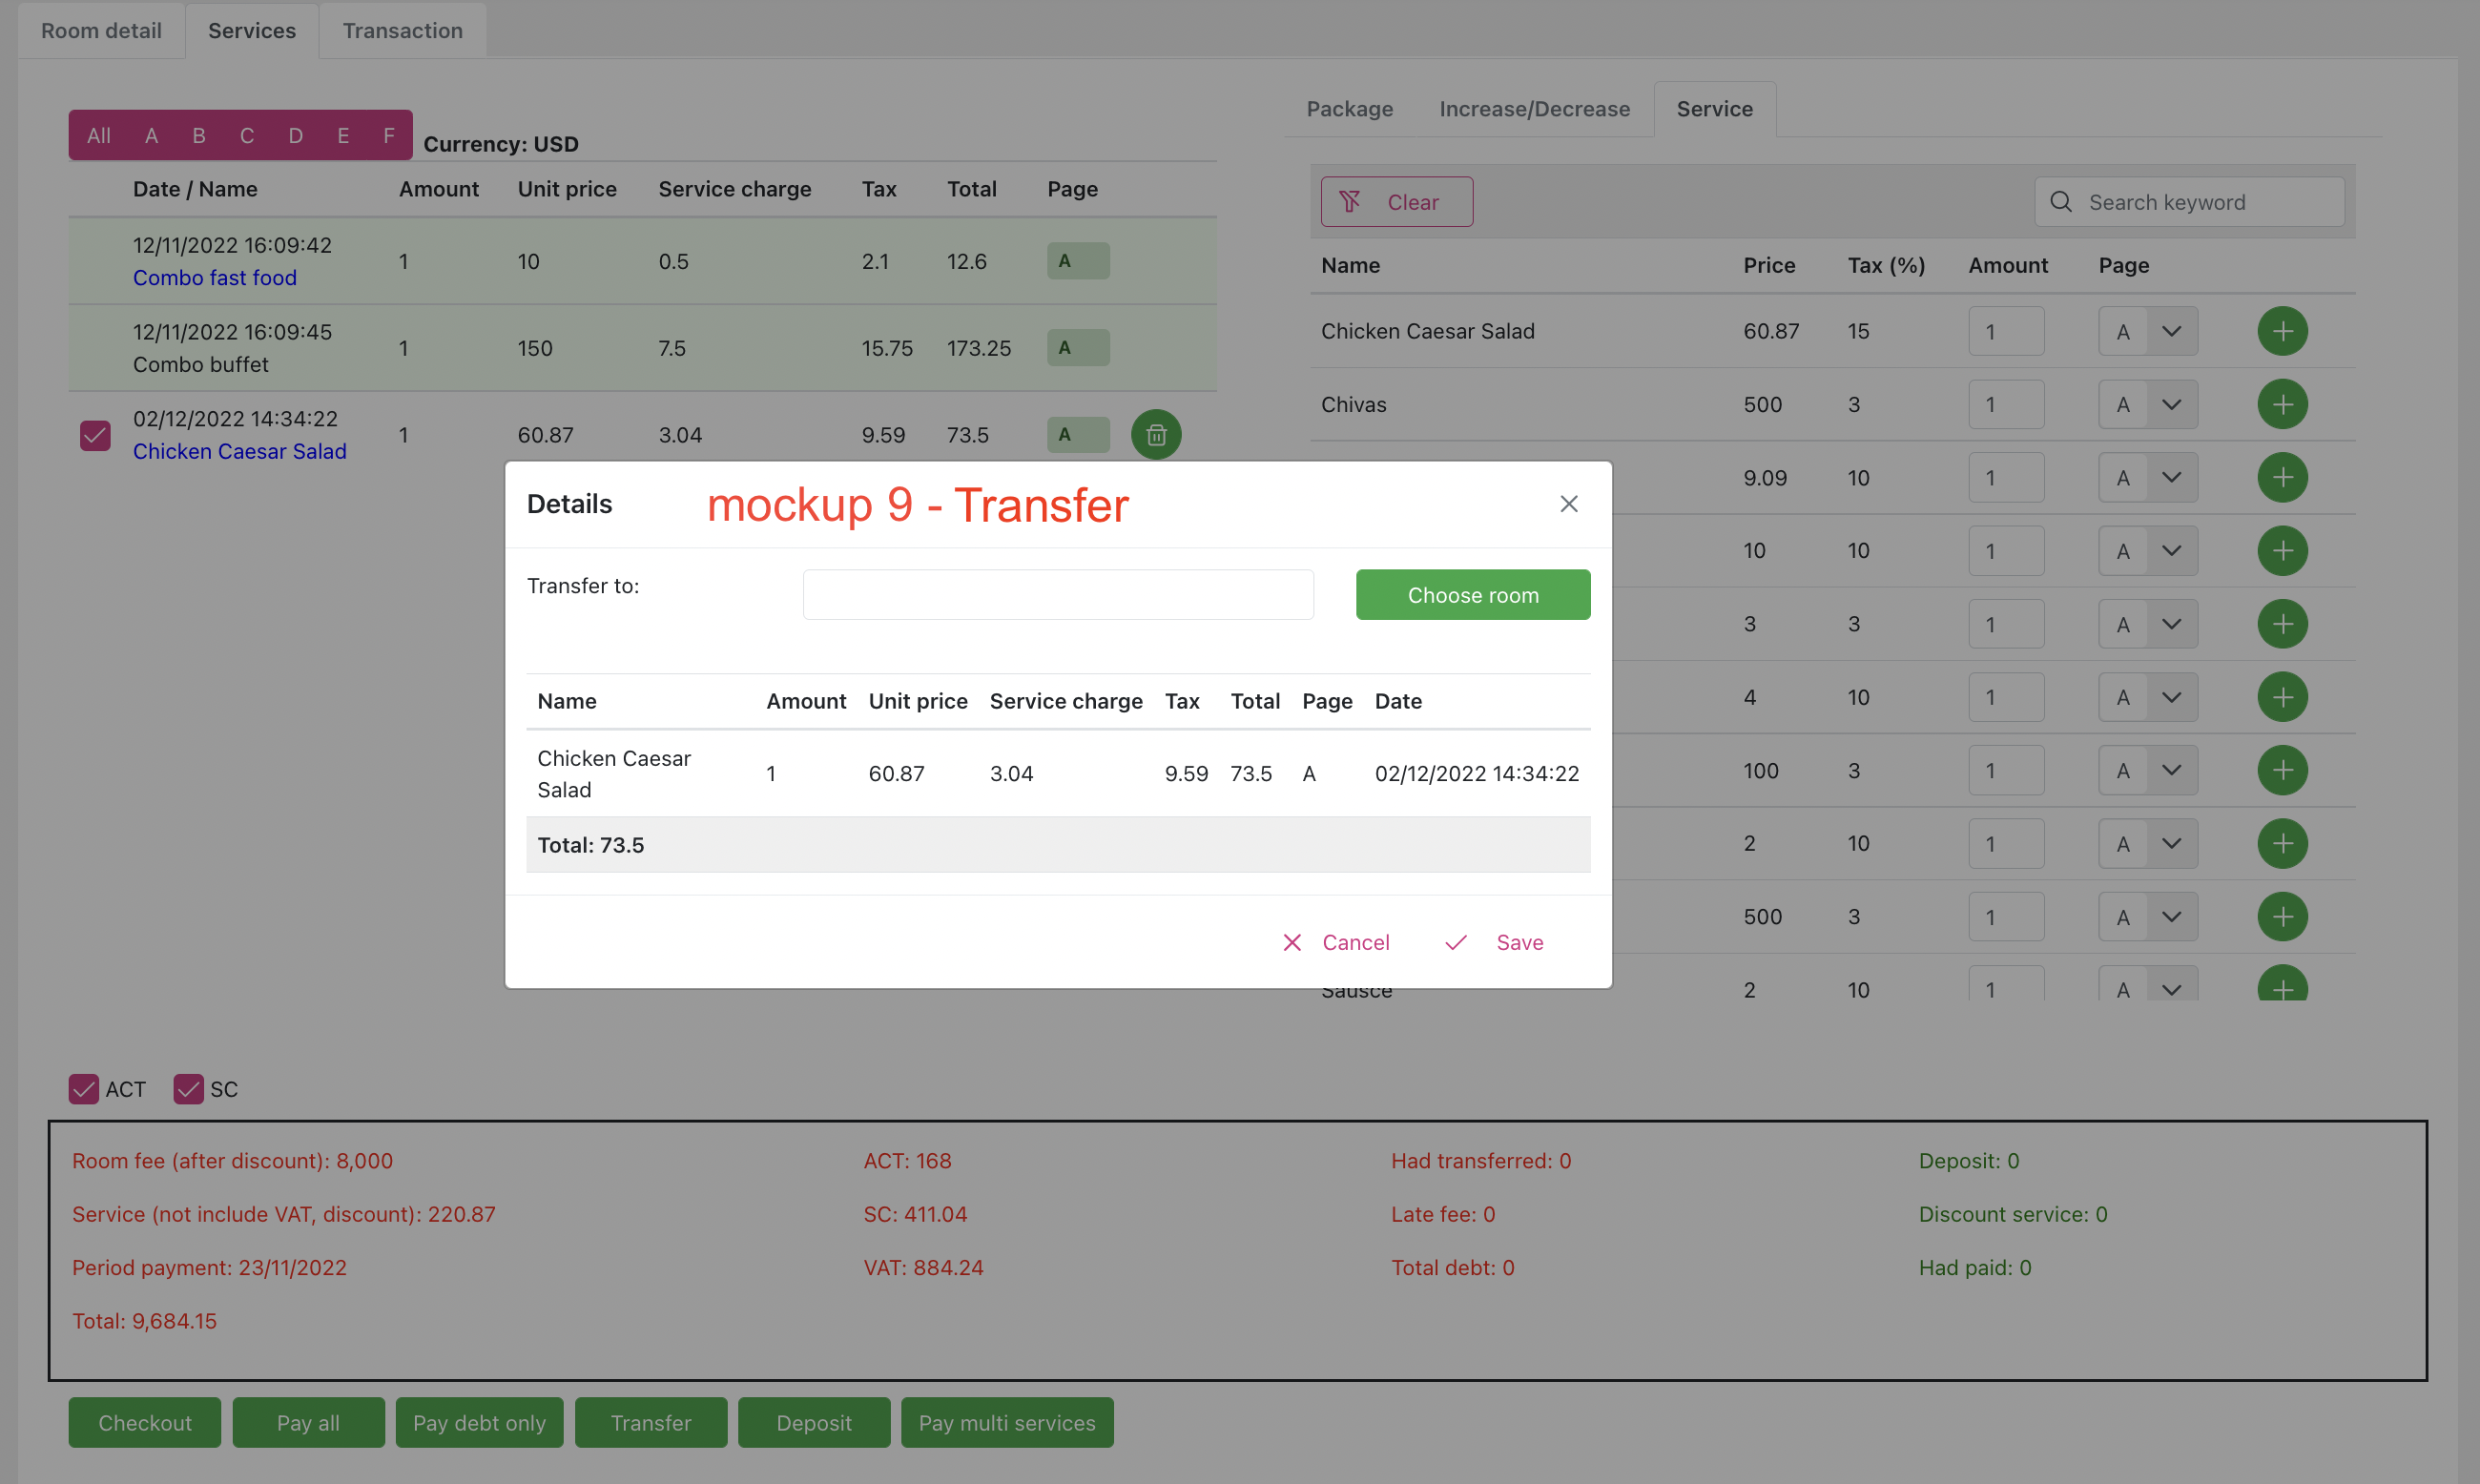 Room detail Services Transaction
Package Increase/Decrease Service
All A B C D E F Currency: USD
Date / Name Amount Unit price Service charge Tax Total Page
12/11/2022 16:09:42
Combo fast food 1 10 0.5 2.1 12.6 A
12/11/2022 16:09:45
Combo buffet 1 150 7.5 15.75 173.25 A
02/12/2022 14:34:22
Chicken Caesar Salad 1 60.87 3.04 9.59 73.5 A
Clear Search keyword
Name Price Tax (%) Amount Page
Chicken Caesar Salad 60.87 15 1 A
Chivas 500 3 1 A
9.09 10 1 A
10 10 1 A
3 3 1 A
4 10 1 A
100 3 1 A
2 10 1 A
500 3 1 A
Sausce 2 10 1 A
Details mockup 9 - Transfer
Transfer to: Choose room
Name Amount Unit price Service charge Tax Total Page Date
Chicken Caesar
Salad 1 60.87 3.04 9.59 73.5 A 02/12/2022 14:34:22
Total: 73.5
Cancel Save
ACT SC
Room fee (after discount): 8,000 ACT: 168 Had transferred: 0 Deposit: 0
Service (not include VAT, discount): 220.87 SC: 411.04 Late fee: 0 Discount service: 0
Period payment: 23/11/2022 VAT: 884.24 Total debt: 0 Had paid: 0
Total: 9,684.15
Checkout Pay all Pay debt only Transfer Deposit Pay multi services